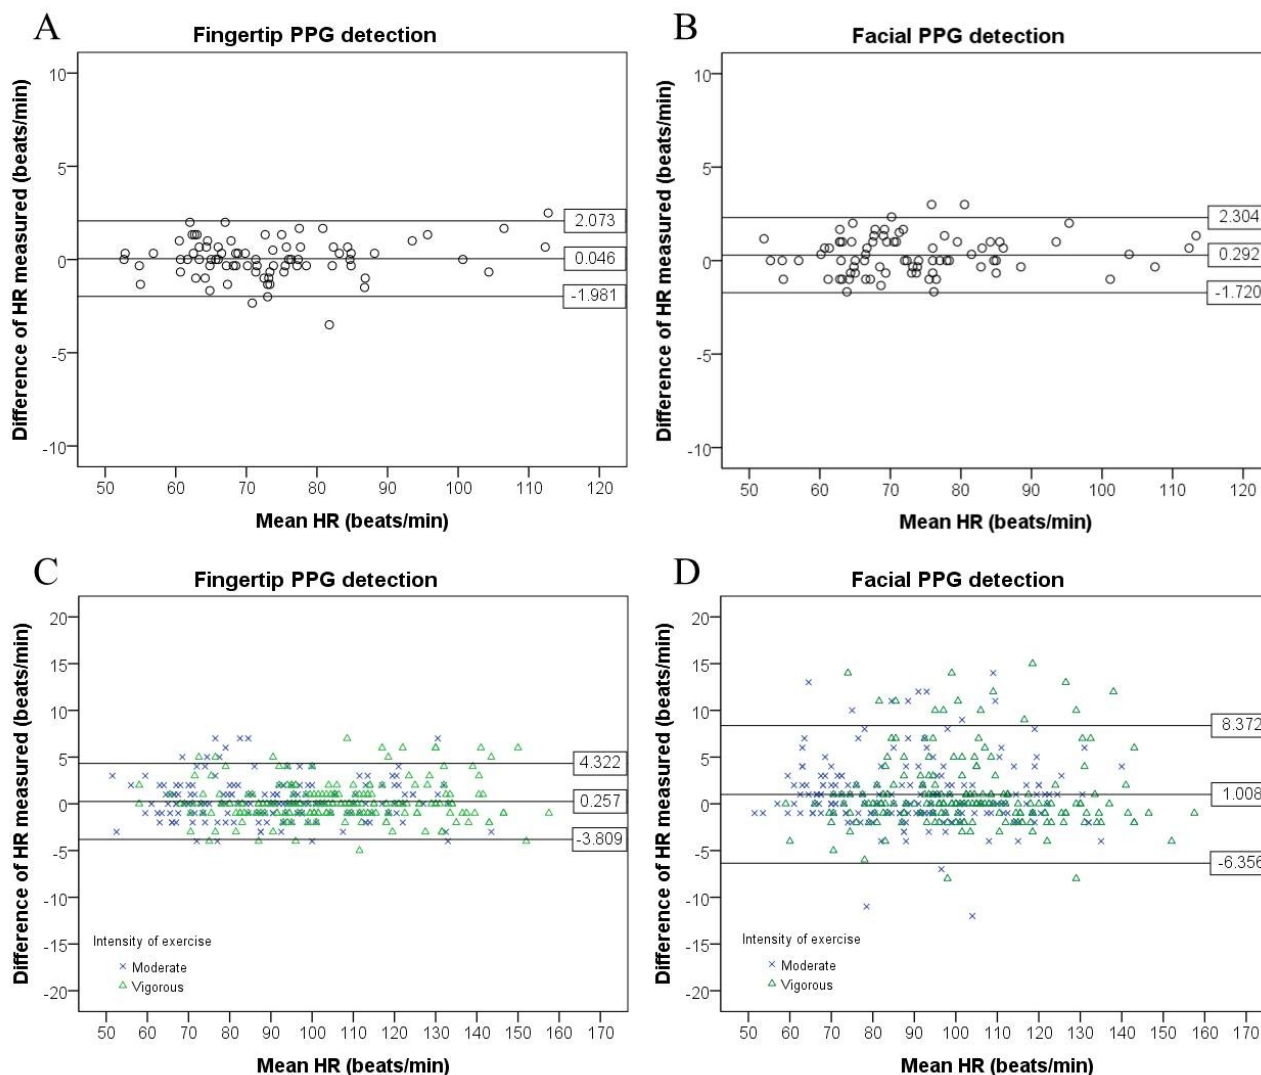 A
Fingertip PPG detection
Difference of HR measured (beats/min)
10
5
0
-5
-10
2.073
0.046
-1.981
50 60 70 80 90 100 110 120
Mean HR (beats/min)
B
Facial PPG detection
Difference of HR measured (beats/min)
10
5
0
-5
-10
2.304
0.292
-1.720
50 60 70 80 90 100 110 120
Mean HR (beats/min)
C
Fingertip PPG detection
Difference of HR measured (beats/min)
20
15
10
5
0
-5
-10
-15
-20
4.322
0.257
-3.809
Intensity of exercise
Moderate
Vigorous
50 60 70 80 90 100 110 120 130 140 150 160 170
Mean HR (beats/min)
D
Facial PPG detection
Difference of HR measured (beats/min)
20
15
10
5
0
-5
-10
-15
-20
8.372
1.008
-6.356
Intensity of exercise
Moderate
Vigorous
50 60 70 80 90 100 110 120 130 140 150 160 170
Mean HR (beats/min)